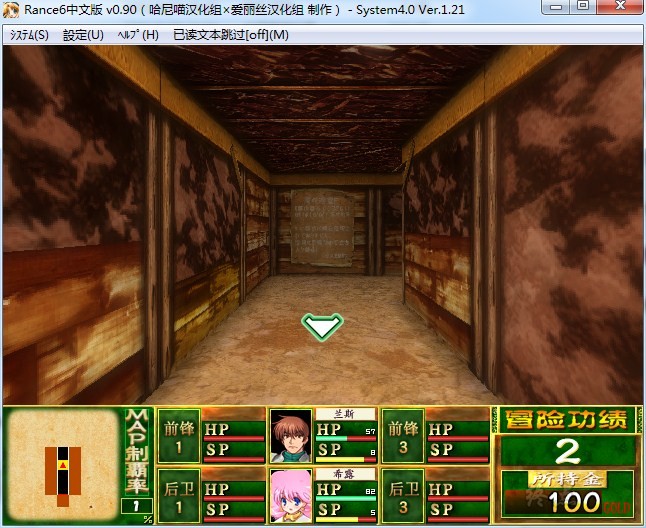 Rance6中文版 v0.90（哈尼喵汉化组×爱丽丝汉化组 制作） - System4.0 Ver.1.21
ｼｽﾃﾑ(S) 設定(U) ﾍﾙﾌﾟ(H) 已读文本跳过[off](M)
MAP制霸率
1
%
前锋
1
HP
SP
兰斯
HP 57
SP 8
前锋
3
HP
SP
后卫
1
HP
SP
希露
HP 82
SP 5
后卫
3
HP
SP
冒险功绩
2
所持金
100 GOLD